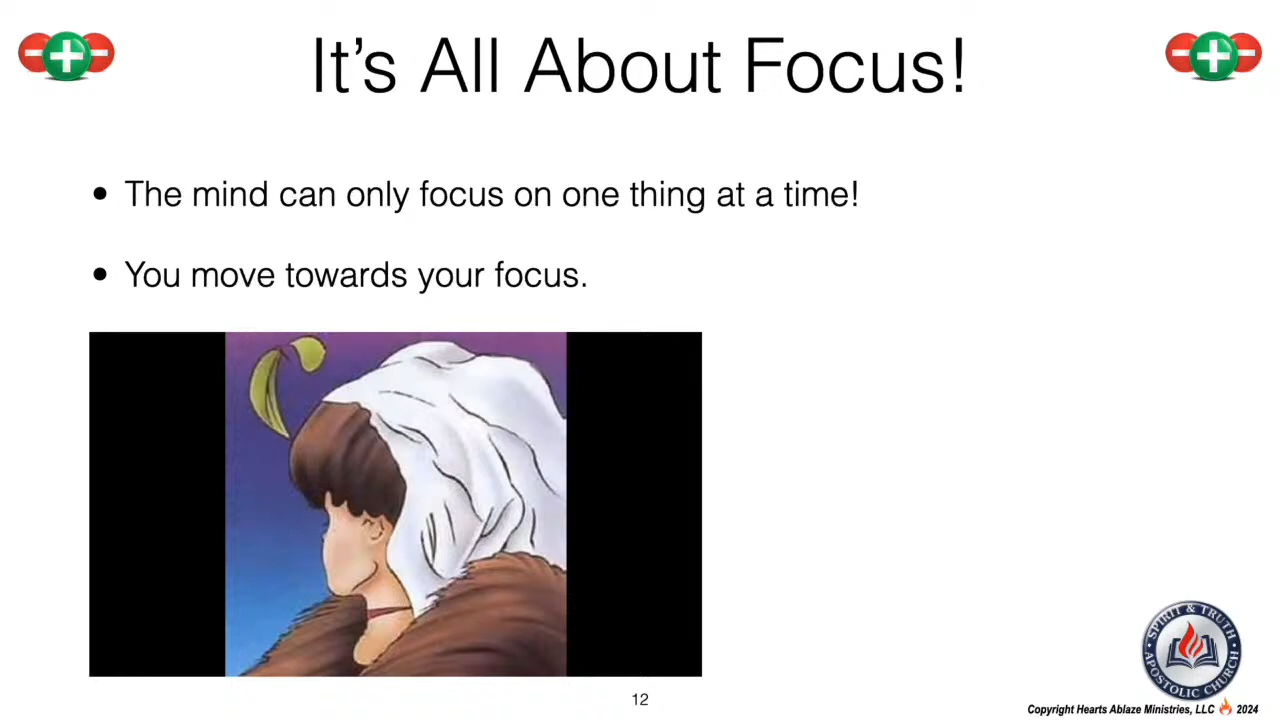 It's All About Focus!
• The mind can only focus on one thing at a time!
• You move towards your focus.
SPIRIT & TRUTH
APOSTOLIC CHURCH
12
Copyright Hearts Ablaze Ministries, LLC 🔥 2024